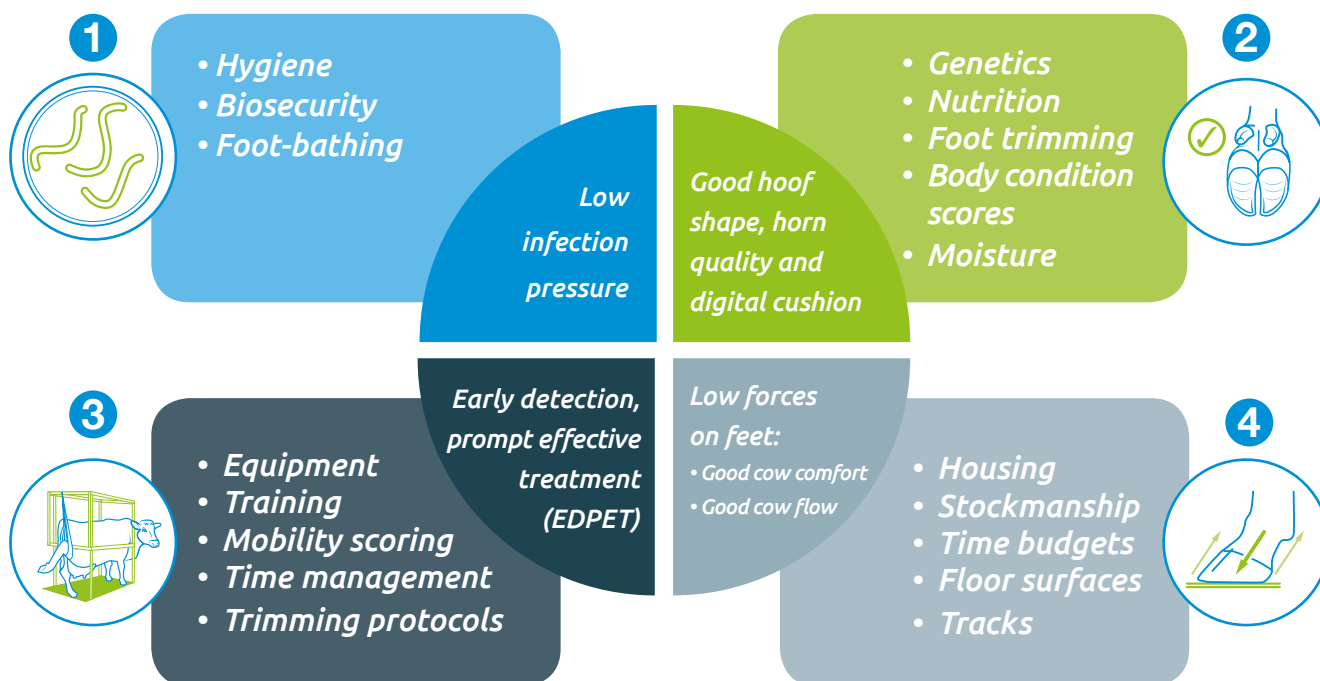 1
• Hygiene
• Biosecurity
• Foot-bathing
Low
infection
pressure
2
• Genetics
• Nutrition
• Foot trimming
• Body condition
scores
• Moisture
Good hoof
shape, horn
quality and
digital cushion
3
• Equipment
• Training
• Mobility scoring
• Time management
• Trimming protocols
Early detection,
prompt effective
treatment
(EDPET)
4
• Housing
• Stockmanship
• Time budgets
• Floor surfaces
• Tracks
Low forces
on feet:
• Good cow comfort
• Good cow flow